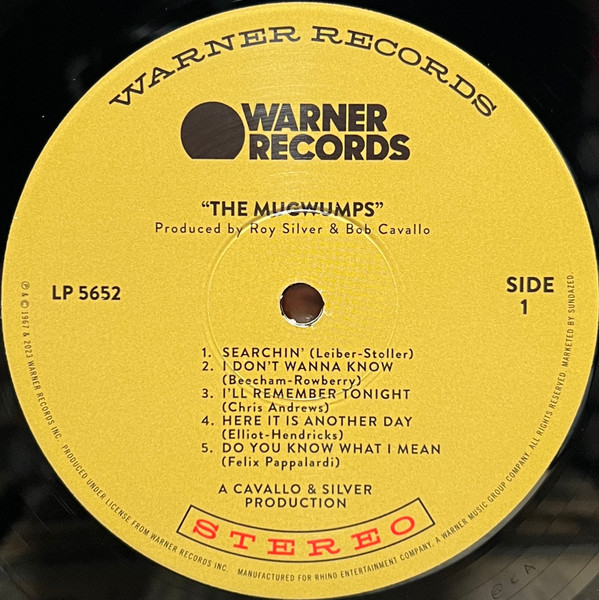 WARNER RECORDS
WARNER
RECORDS
"THE MUGWUMPS"
Produced by Roy Silver & Bob Cavallo
LP 5652
SIDE
1
1. SEARCHIN' (Leiber-Stoller)
2. I DON'T WANNA KNOW
(Beecham-Rowberry)
3. I'LL REMEMBER TONIGHT
(Chris Andrews)
4. HERE IT IS ANOTHER DAY
(Elliot-Hendricks)
5. DO YOU KNOW WHAT I MEAN
(Felix Pappalardi)
A CAVALLO & SILVER
PRODUCTION
STEREO
℗ & © 1967 & 2023 WARNER RECORDS INC. PRODUCED UNDER LICENSE FROM WARNER RECORDS INC. MANUFACTURED FOR RHINO ENTERTAINMENT COMPANY, A WARNER MUSIC GROUP COMPANY. ALL RIGHTS RESERVED. MARKETED BY SUNDAZED.